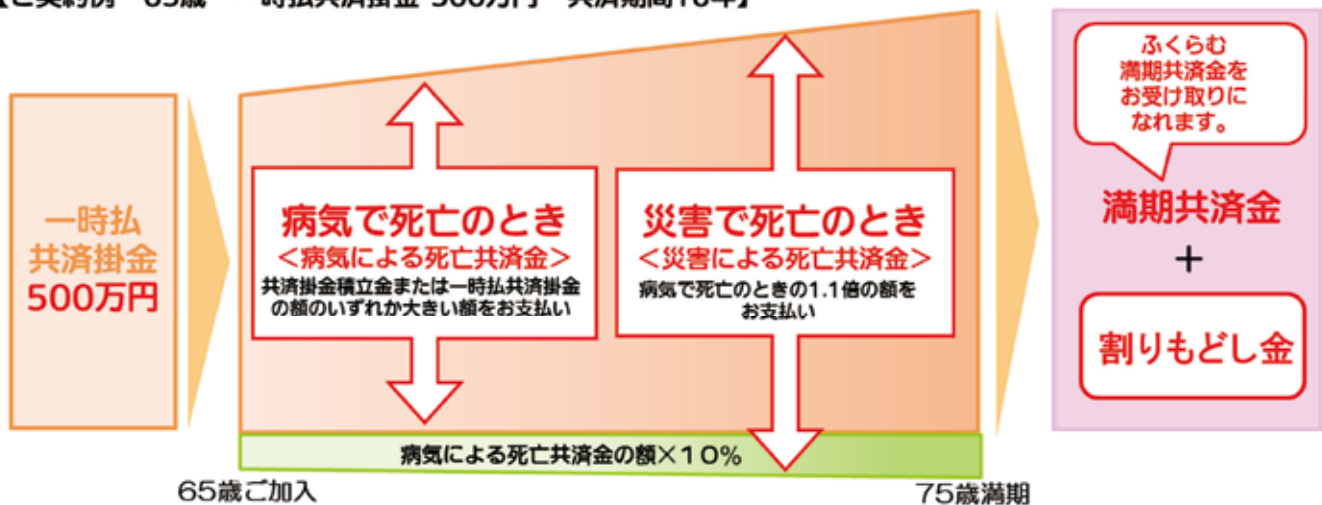 一時払
共済掛金
500万円
病気で死亡のとき
＜病気による死亡共済金＞
共済掛金積立金または一時払共済掛金
の額のいずれか大きい額をお支払い
災害で死亡のとき
＜災害による死亡共済金＞
病気で死亡のときの1.1倍の額を
お支払い
病気による死亡共済金の額×10％
65歳ご加入
75歳満期
ふくらむ
満期共済金を
お受け取りに
なれます。
満期共済金
+
割りもどし金